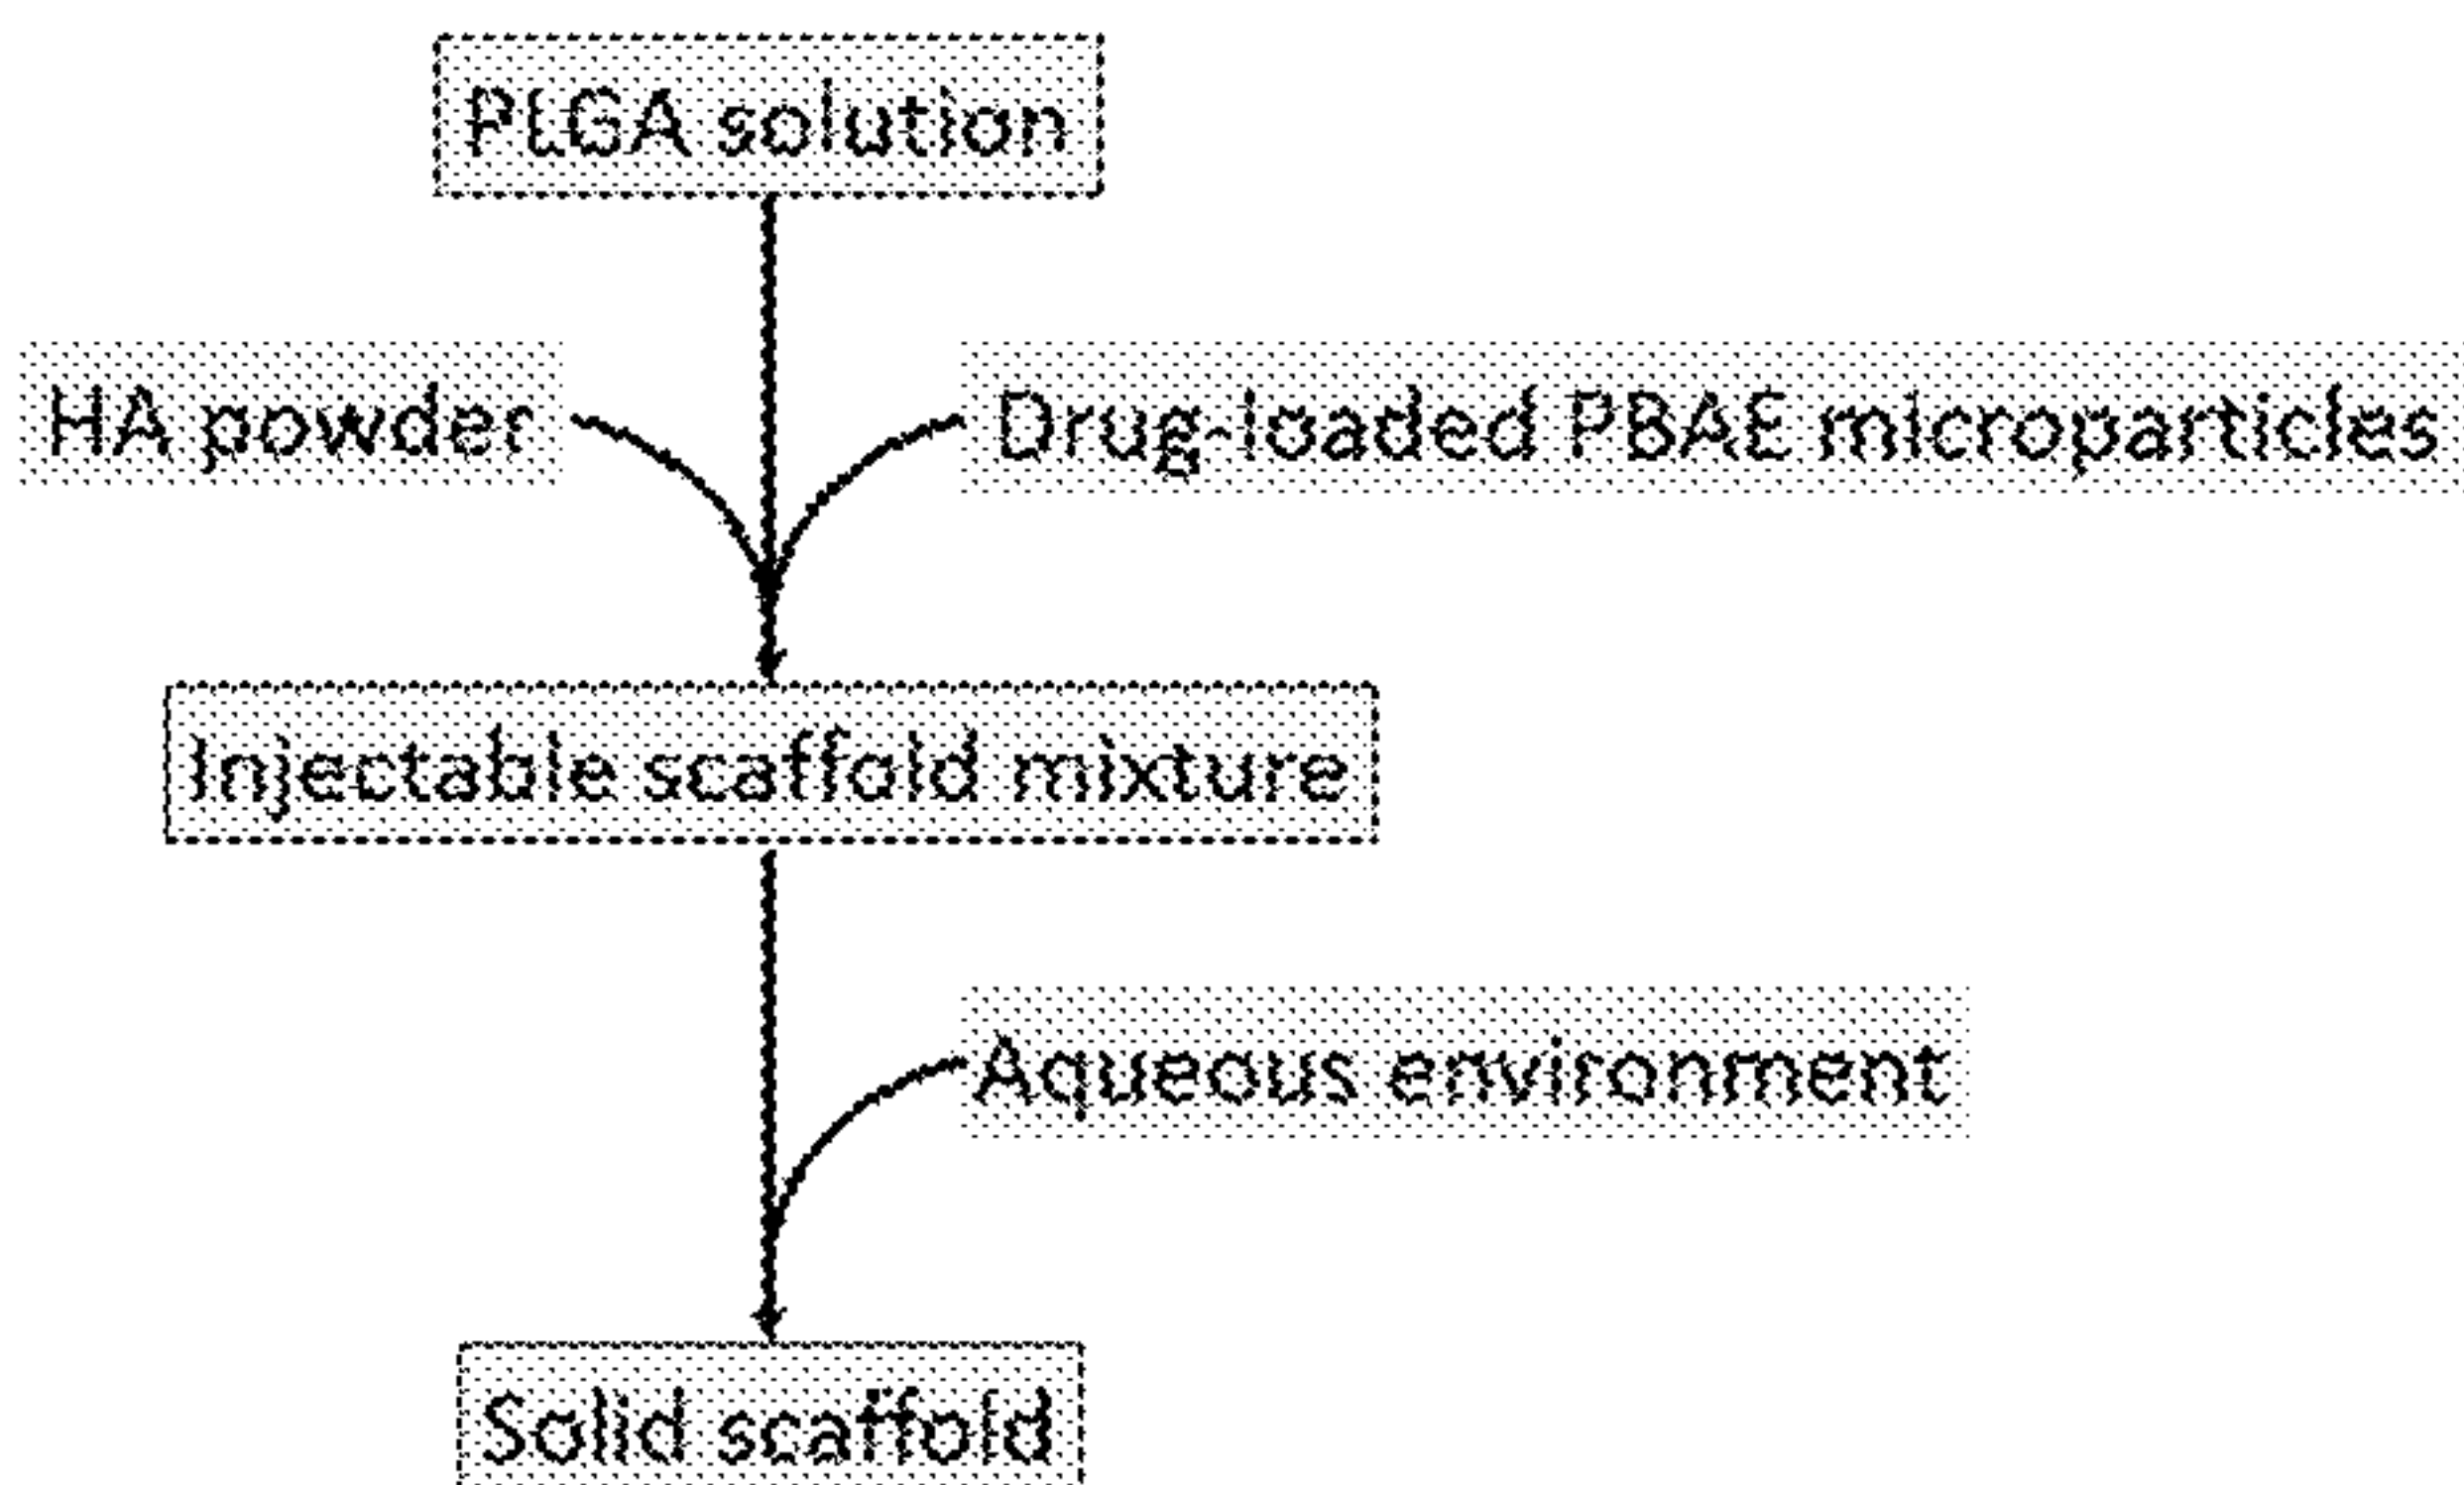 PLGA solution
HA powder
Drug-loaded PBAE microparticles
Injectable scaffold mixture
Aqueous environment
Solid scaffold